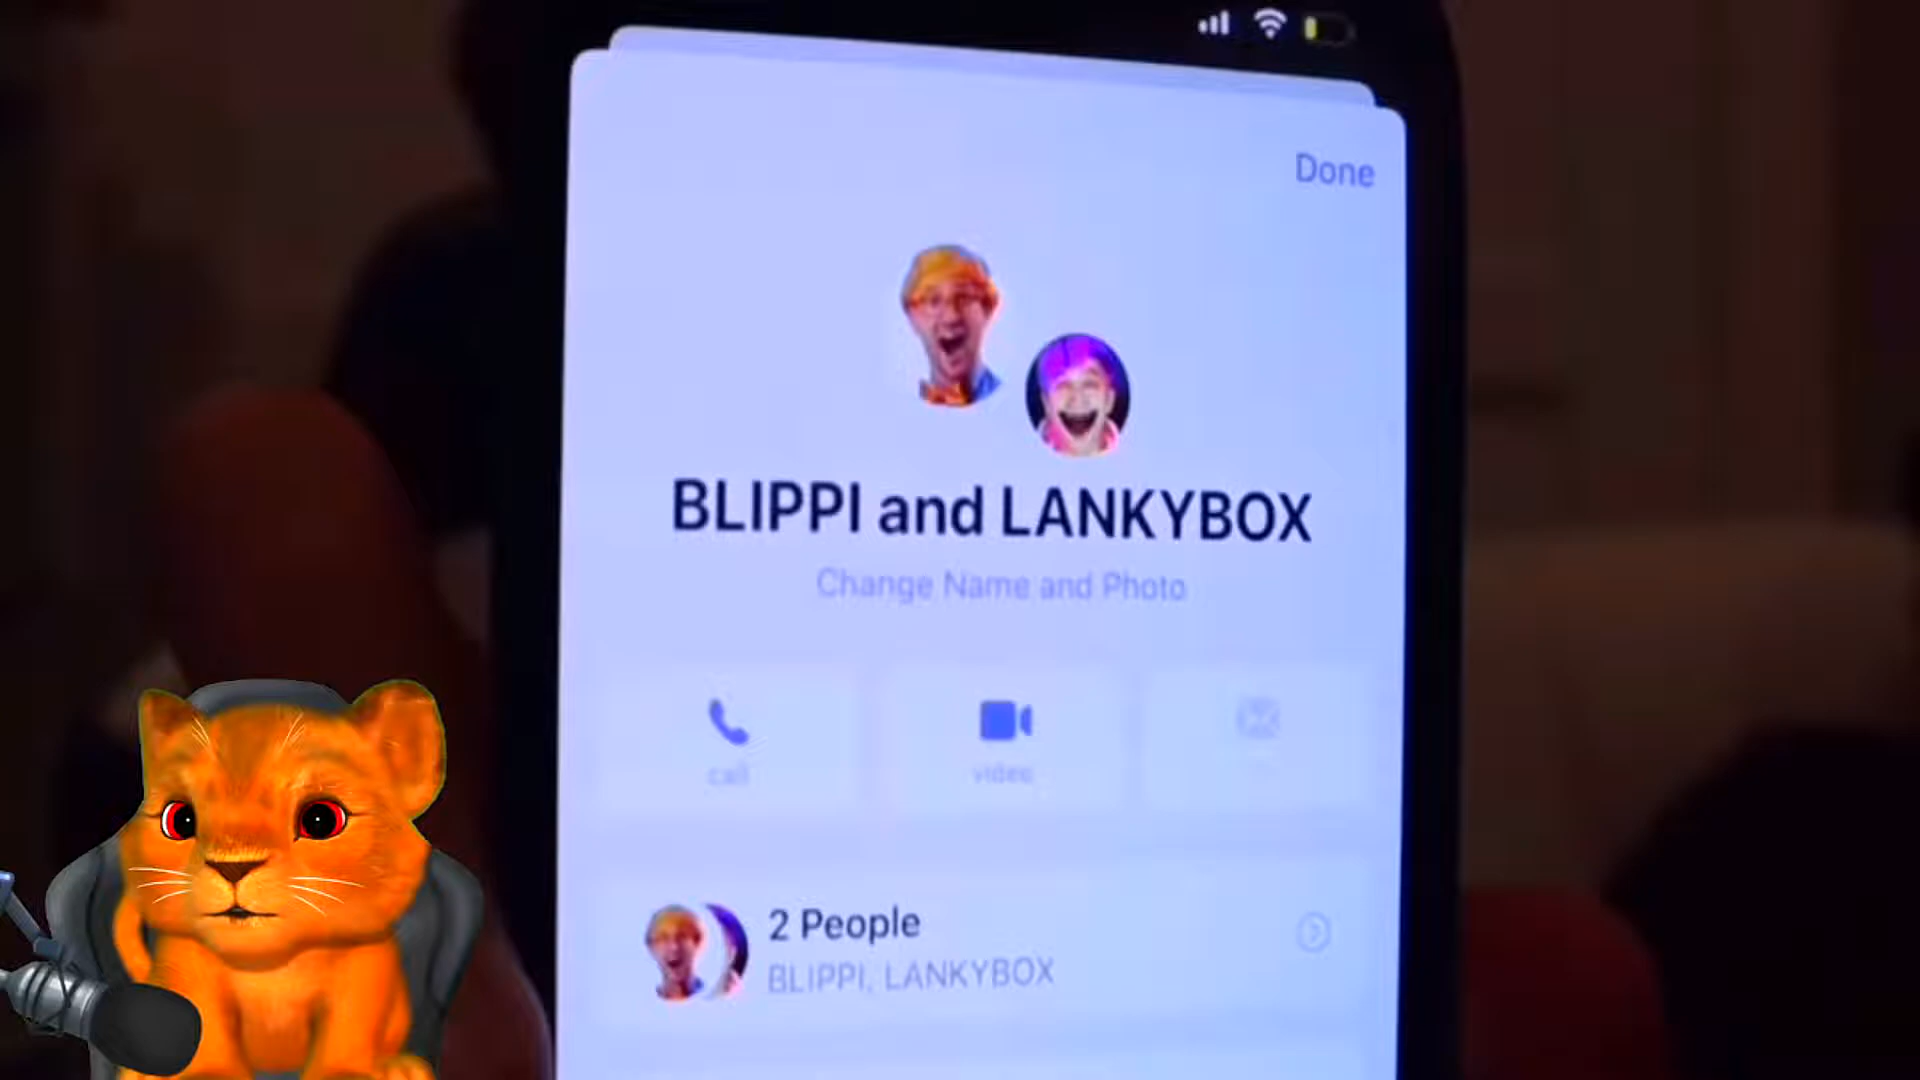 Done
BLIPPI and LANKYBOX
Change Name and Photo
call
video
2 People
BLIPPI, LANKYBOX